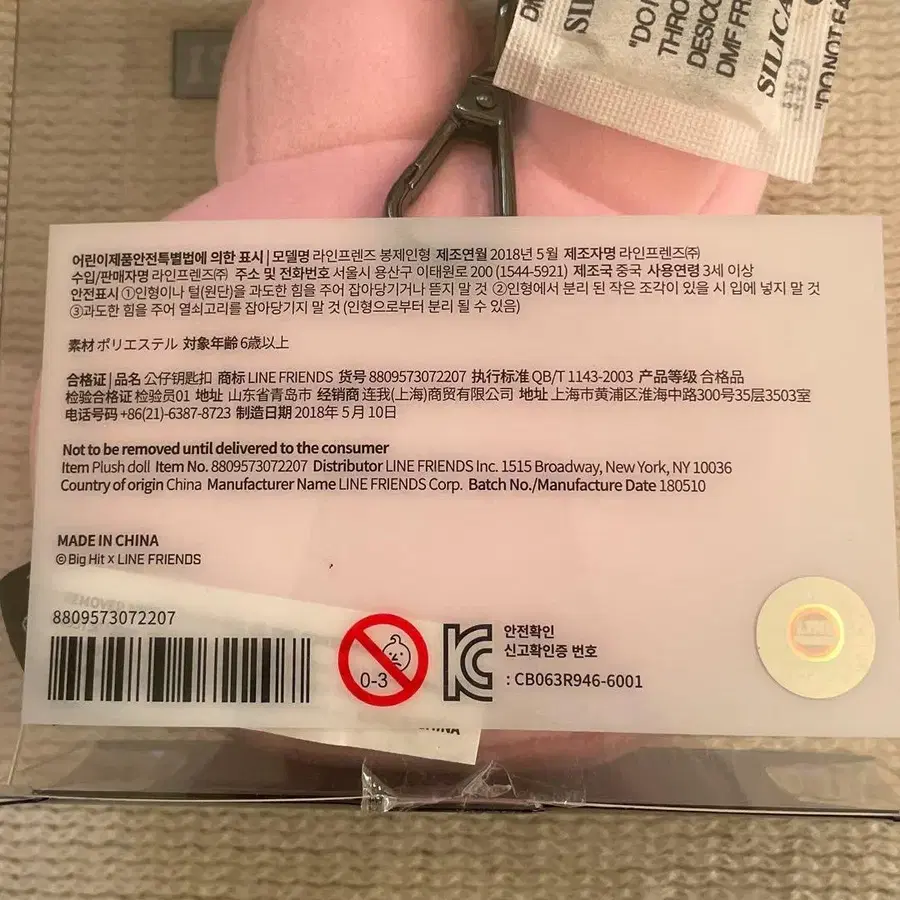 SILICA
"DO N
THRO
DESICC
DMF FR
SILICA
"DO NOT EA
어린이제품안전특별법에 의한 표시 | 모델명 라인프렌즈 봉제인형 제조연월 2018년 5월 제조자명 라인프렌즈㈜
수입/판매자명 라인프렌즈㈜ 주소 및 전화번호 서울시 용산구 이태원로 200 (1544-5921) 제조국 중국 사용연령 3세 이상
안전표시 ①인형이나 털(원단)을 과도한 힘을 주어 잡아당기거나 뜯지 말 것 ②인형에서 분리 된 작은 조각이 있을 시 입에 넣지 말 것
③과도한 힘을 주어 열쇠고리를 잡아당기지 말 것 (인형으로부터 분리 될 수 있음)
素材 ポリエステル 対象年齢 6歳以上
合格证 | 品名 公仔钥匙扣 商标 LINE FRIENDS 货号 8809573072207 执行标准 QB/T 1143-2003 产品等级 合格品
检验合格证 检验员01 地址 山东省青岛市 经销商 连我(上海)商贸有限公司 地址 上海市黄浦区淮海中路300号35层3503室
电话号码 +86(21)-6387-8723 制造日期 2018年 5月 10日
Not to be removed until delivered to the consumer
Item Plush doll Item No. 8809573072207 Distributor LINE FRIENDS Inc. 1515 Broadway, New York, NY 10036
Country of origin China Manufacturer Name LINE FRIENDS Corp. Batch No./Manufacture Date 180510
MADE IN CHINA
© Big Hit x LINE FRIENDS
8809573072207
0-3
안전확인
신고확인증 번호
: CB063R946-6001
LINE